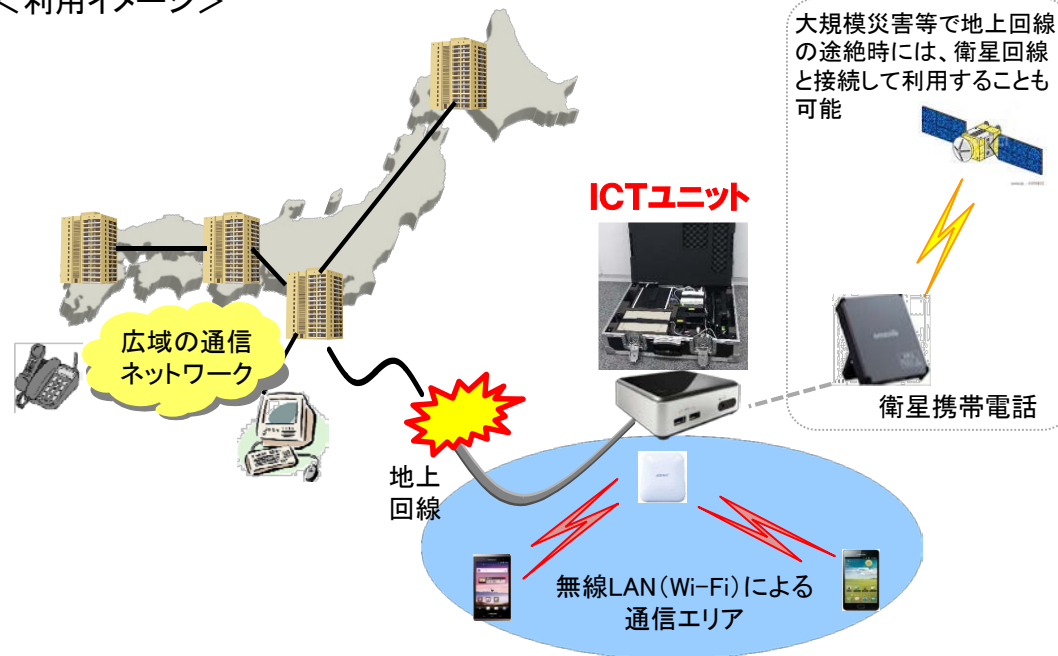 ＜利用イメージ＞
大規模災害等で地上回線
の途絶時には、衛星回線
と接続して利用することも
可能
ICTユニット
広域の通信
ネットワーク
衛星携帯電話
地上
回線
無線LAN（Wi-Fi）による
通信エリア